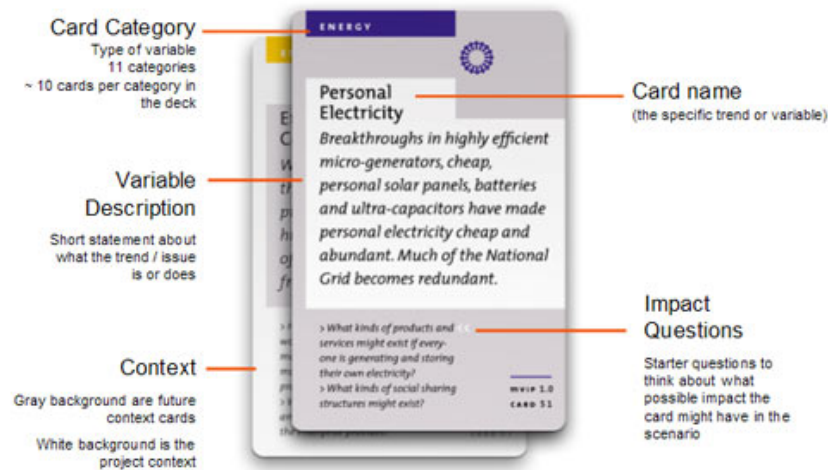 Card Category
Type of variable
11 categories
~ 10 cards per category in
the deck
Variable
Description
Short statement about
what the trend / issue
is or does
Context
Gray background are future
context cards
White background is the
project context
ENERGY
Personal
Electricity
Breakthroughs in highly efficient
micro-generators, cheap,
personal solar panels, batteries
and ultra-capacitors have made
personal electricity cheap and
abundant. Much of the National
Grid becomes redundant.
> What kinds of products and
services might exist if every-
one is generating and storing
their own electricity?
> What kinds of social sharing
structures might exist?
MVIP 1.0
CARD 51
Card name
(the specific trend or variable)
Impact
Questions
Starter questions to
think about what
possible impact the
card might have in the
scenario